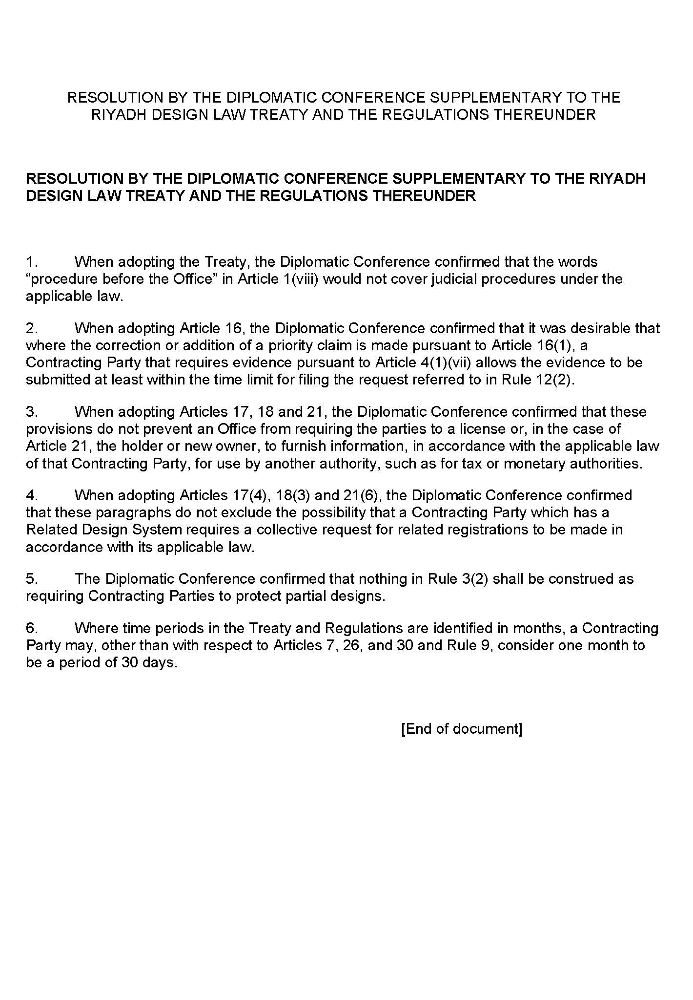 RESOLUTION BY THE DIPLOMATIC CONFERENCE SUPPLEMENTARY TO THE
RIYADH DESIGN LAW TREATY AND THE REGULATIONS THEREUNDER
RESOLUTION BY THE DIPLOMATIC CONFERENCE SUPPLEMENTARY TO THE RIYADH
DESIGN LAW TREATY AND THE REGULATIONS THEREUNDER
1. When adopting the Treaty, the Diplomatic Conference confirmed that the words
“procedure before the Office” in Article 1(viii) would not cover judicial procedures under the
applicable law.
2. When adopting Article 16, the Diplomatic Conference confirmed that it was desirable that
where the correction or addition of a priority claim is made pursuant to Article 16(1), a
Contracting Party that requires evidence pursuant to Article 4(1)(vii) allows the evidence to be
submitted at least within the time limit for filing the request referred to in Rule 12(2).
3. When adopting Articles 17, 18 and 21, the Diplomatic Conference confirmed that these
provisions do not prevent an Office from requiring the parties to a license or, in the case of
Article 21, the holder or new owner, to furnish information, in accordance with the applicable law
of that Contracting Party, for use by another authority, such as for tax or monetary authorities.
4. When adopting Articles 17(4), 18(3) and 21(6), the Diplomatic Conference confirmed
that these paragraphs do not exclude the possibility that a Contracting Party which has a
Related Design System requires a collective request for related registrations to be made in
accordance with its applicable law.
5. The Diplomatic Conference confirmed that nothing in Rule 3(2) shall be construed as
requiring Contracting Parties to protect partial designs.
6. Where time periods in the Treaty and Regulations are identified in months, a Contracting
Party may, other than with respect to Articles 7, 26, and 30 and Rule 9, consider one month to
be a period of 30 days.
[End of document]